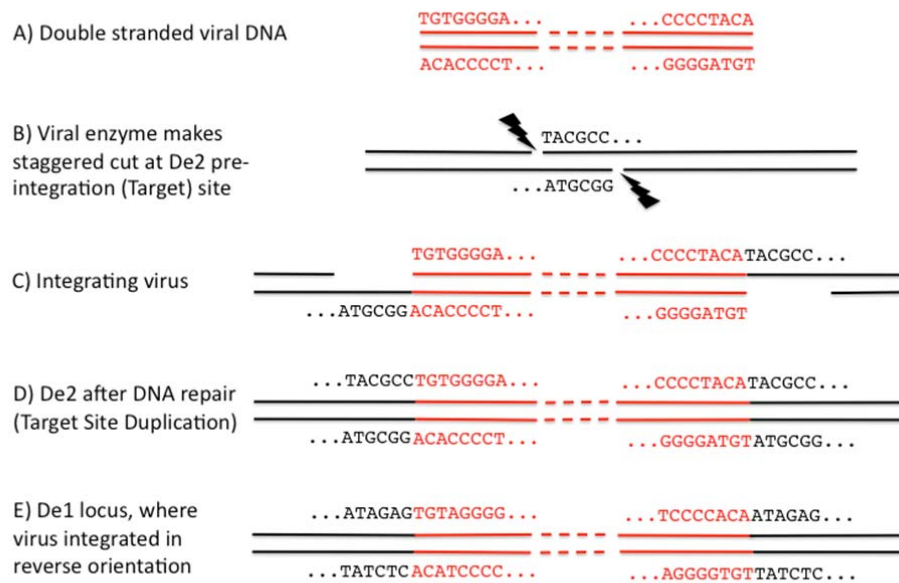 A) Double stranded viral DNA
TGTGGGGA... ...CCCCTACA
ACACCCCT... ...GGGGATGT
B) Viral enzyme makes
staggered cut at De2 pre-
integration (Target) site
TACGCC...
...ATGCGG
C) Integrating virus
TGTGGGGA... ...CCCCTACATACGCC...
...ATGCGGACACCCCT... ...GGGGATGT
D) De2 after DNA repair
(Target Site Duplication)
...TACGCCTGTGGGGA... ...CCCCTACATACGCC...
...ATGCGGACACCCCT... ...GGGGATGTATGCGG...
E) De1 locus, where
virus integrated in
reverse orientation
...ATAGAGTGTAGGGG... ...TCCCCACAATAGAG...
...TATCTCACATCCCC... ...AGGGGTGTTATCTC...